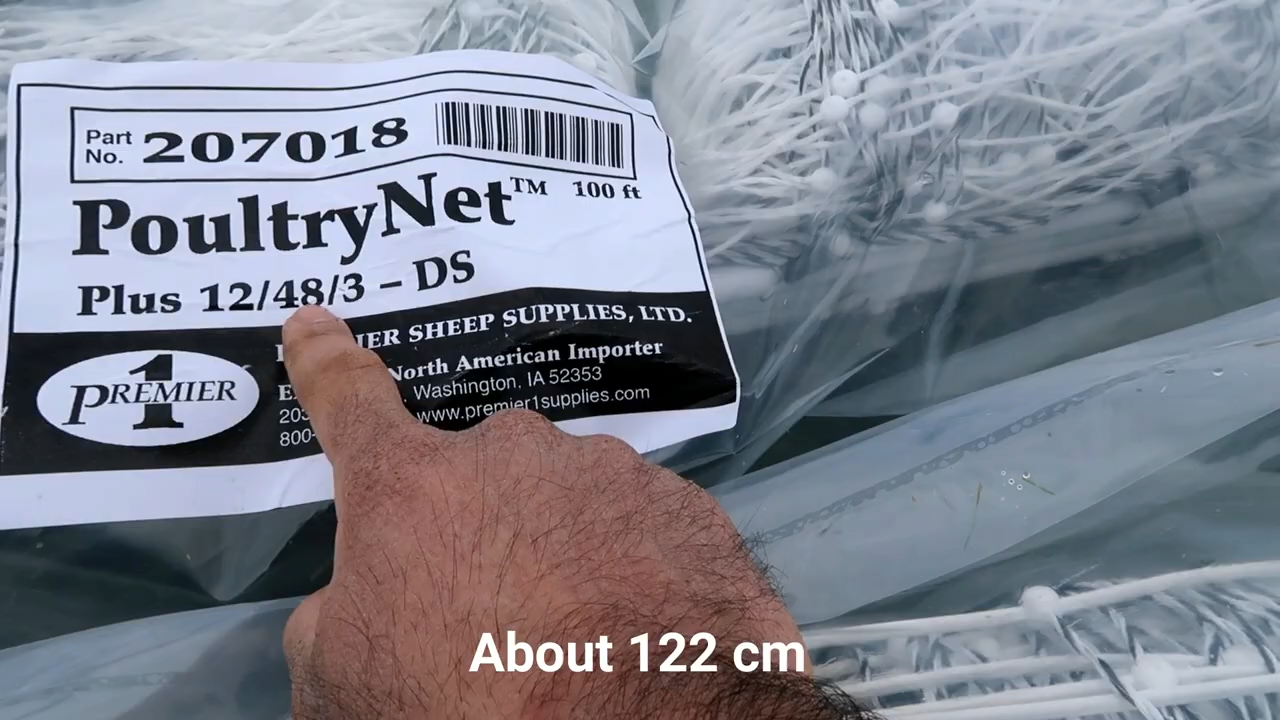 Part No. 207018
PoultryNet™ 100 ft
Plus 12/48/3 – DS
SHEEP SUPPLIES, LTD.
North American Importer
PREMIER 1
Washington, IA 52353
www.premier1supplies.com
800-
About 122 cm